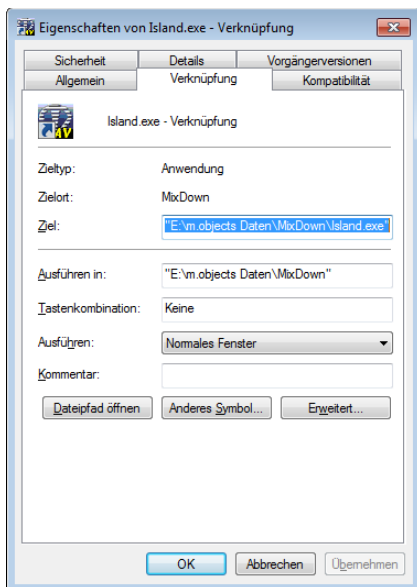 Eigenschaften von Island.exe - Verknüpfung
Sicherheit Details Vorgängerversionen
Allgemein Verknüpfung Kompatibilität
AV
Island.exe - Verknüpfung
Zieltyp: Anwendung
Zielort: MixDown
Ziel: "E:\m.objects Daten\MixDown\Island.exe"
Ausführen in: "E:\m.objects Daten\MixDown"
Tastenkombination: Keine
Ausführen: Normales Fenster
Kommentar:
Dateipfad öffnen Anderes Symbol... Erweitert...
OK Abbrechen Übernehmen